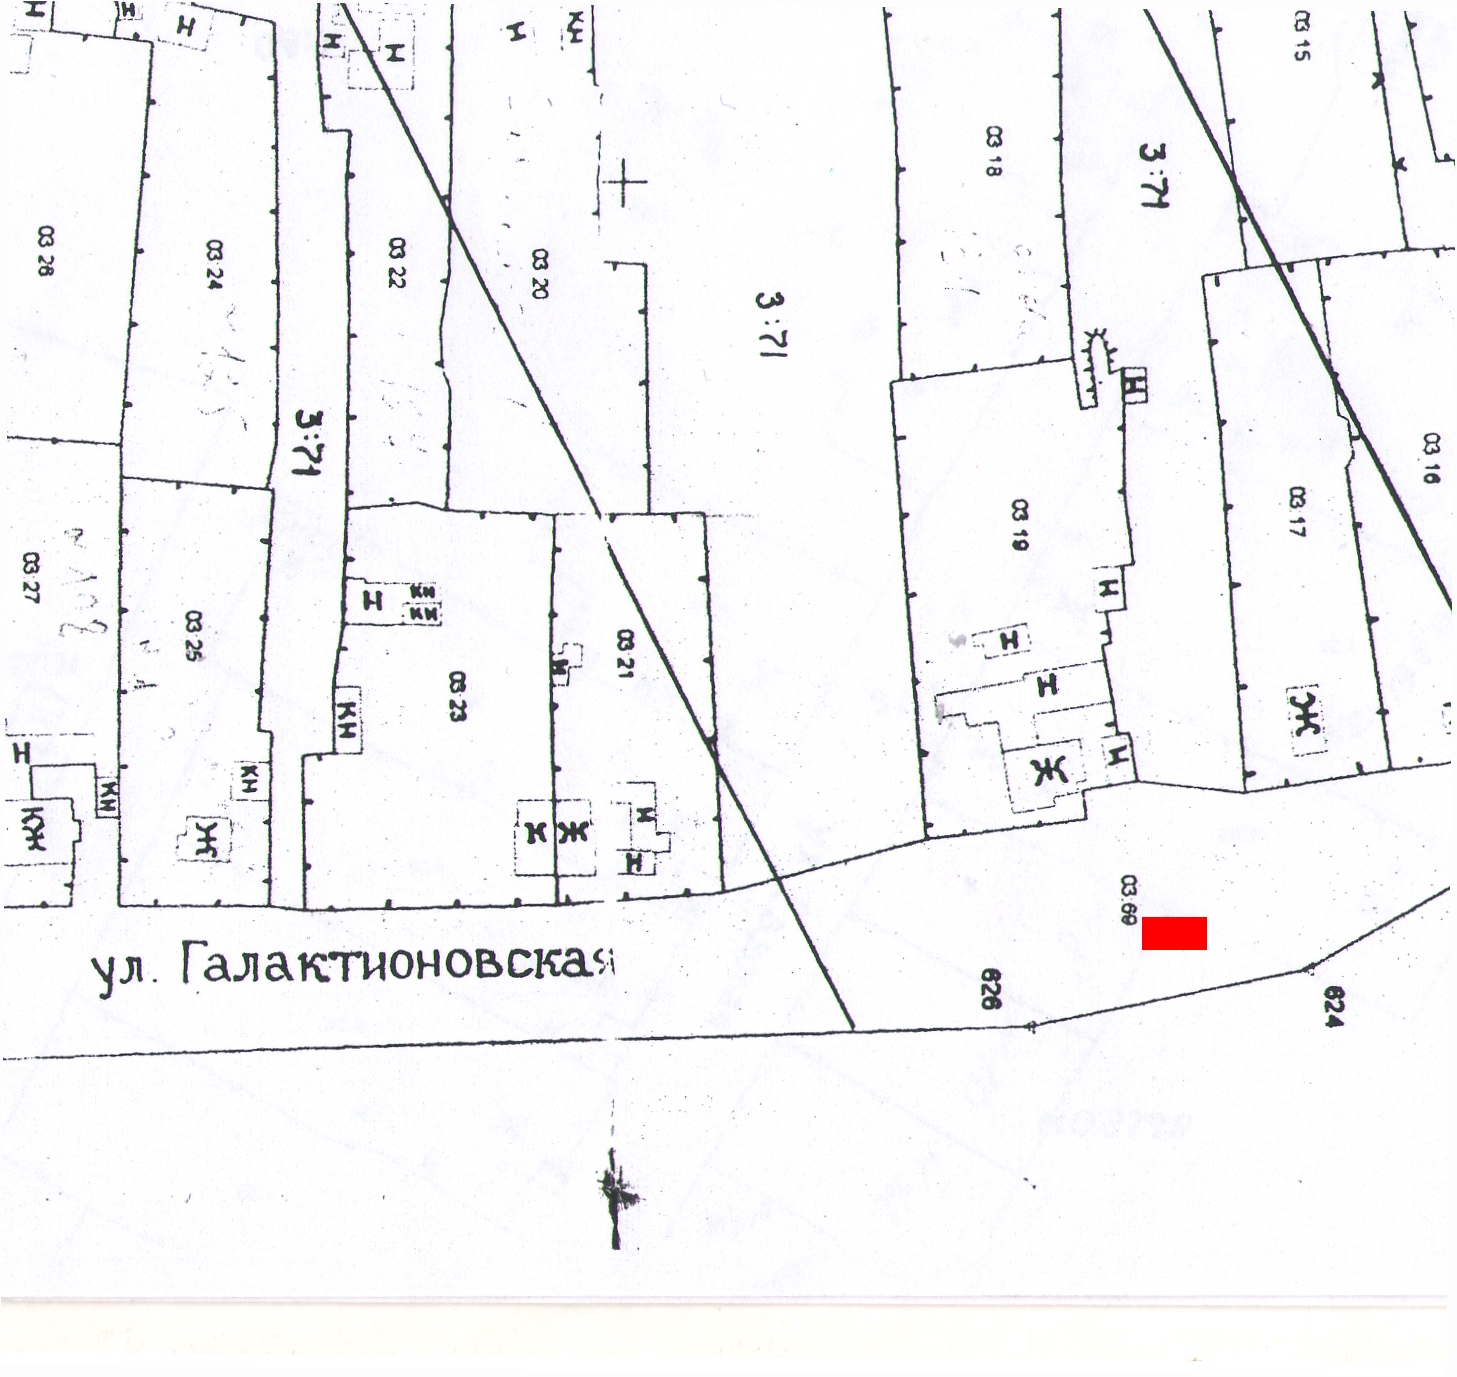 Н
Н
Н
Н
Н
Н
КН
03 15
03 18
3:71
03 28
03 24
03 22
03 20
3:71
Н
3:71
03 16
03 19
03 17
03 27
03 25
Н
КН
КН
03 23
Н
03 21
Н
Н
Н
КН
Ж
Н
Ж
Н
КН
КН
КЖ
Ж
Ж
Ж
Н
Н
03:69
ул. Галактионовская
626
624